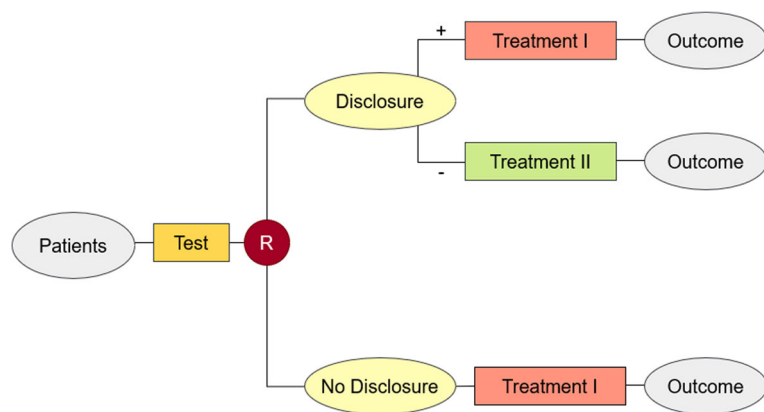 +
Treatment I
Outcome
Disclosure
-
Treatment II
Outcome
Patients
Test
R
No Disclosure
Treatment I
Outcome